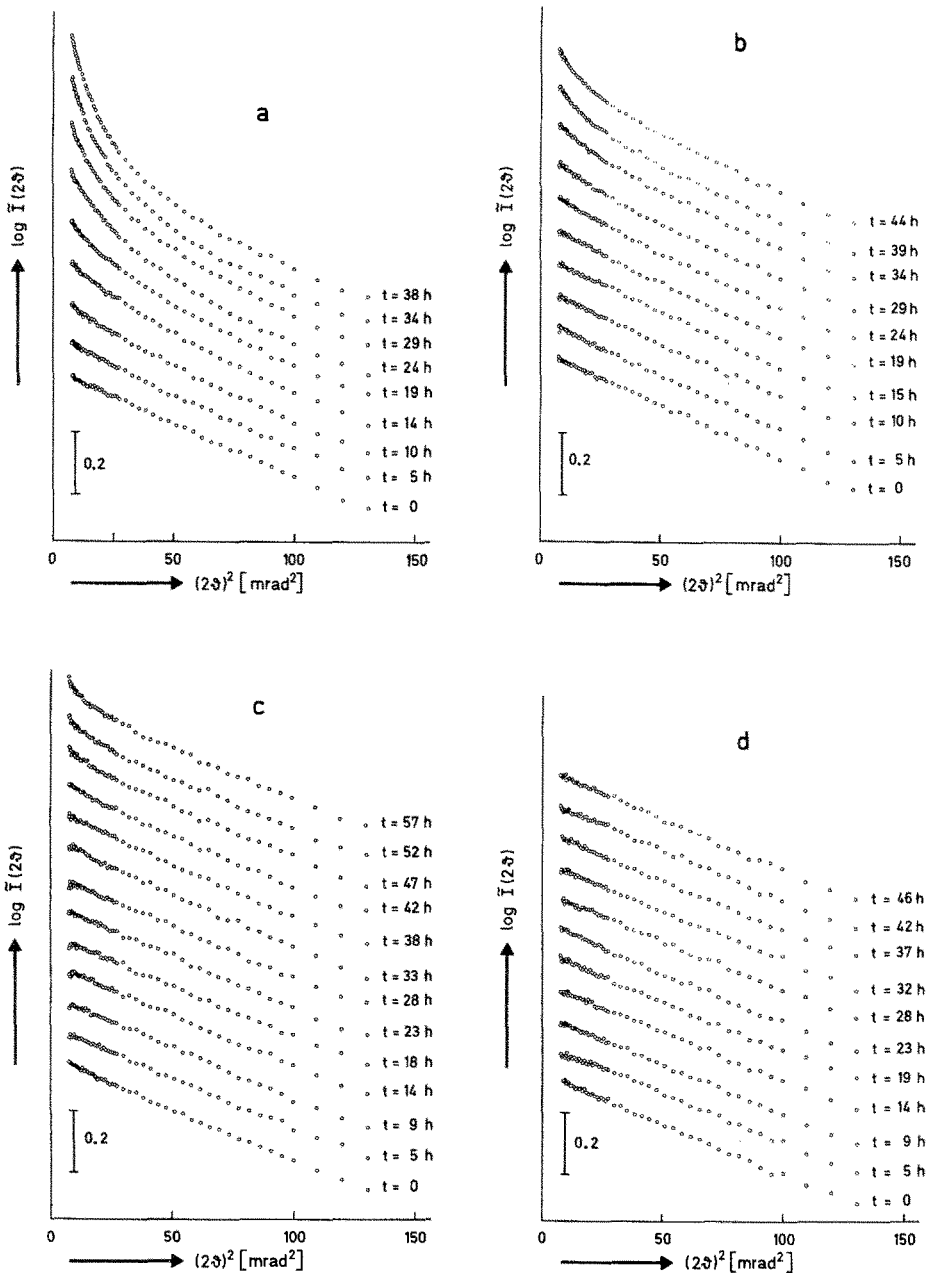 a
log Ĩ (2ϑ)
t = 38 h
t = 34 h
t = 29 h
t = 24 h
t = 19 h
t = 14 h
t = 10 h
t = 5 h
t = 0
0.2
0 50 100 150
(2ϑ)² [mrad²]
b
log Ĩ (2ϑ)
t = 44 h
t = 39 h
t = 34 h
t = 29 h
t = 24 h
t = 19 h
t = 15 h
t = 10 h
t = 5 h
t = 0
0.2
0 50 100 150
(2ϑ)² [mrad²]
c
log Ĩ (2ϑ)
t = 57 h
t = 52 h
t = 47 h
t = 42 h
t = 38 h
t = 33 h
t = 28 h
t = 23 h
t = 18 h
t = 14 h
t = 9 h
t = 5 h
t = 0
0.2
0 50 100 150
(2ϑ)² [mrad²]
d
log Ĩ (2ϑ)
t = 46 h
t = 42 h
t = 37 h
t = 32 h
t = 28 h
t = 23 h
t = 19 h
t = 14 h
t = 9 h
t = 5 h
t = 0
0.2
0 50 100 150
(2ϑ)² [mrad²]